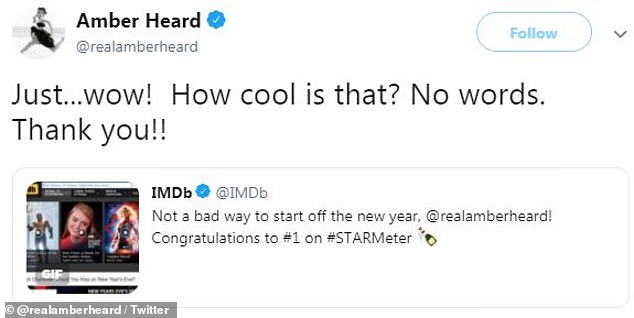 Amber Heard
@realamberheard
Follow
Just...wow! How cool is that? No words.
Thank you!!
IMDb @IMDb
Not a bad way to start off the new year, @realamberheard!
Congratulations to #1 on #STARMeter
GIF
© @realamberheard / Twitter